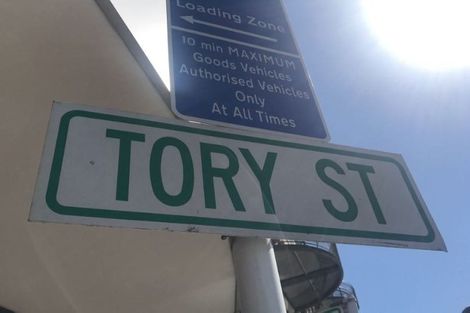 Loading Zone
10 min MAXIMUM
Goods Vehicles
Authorised Vehicles
Only
At All Times
TORY ST